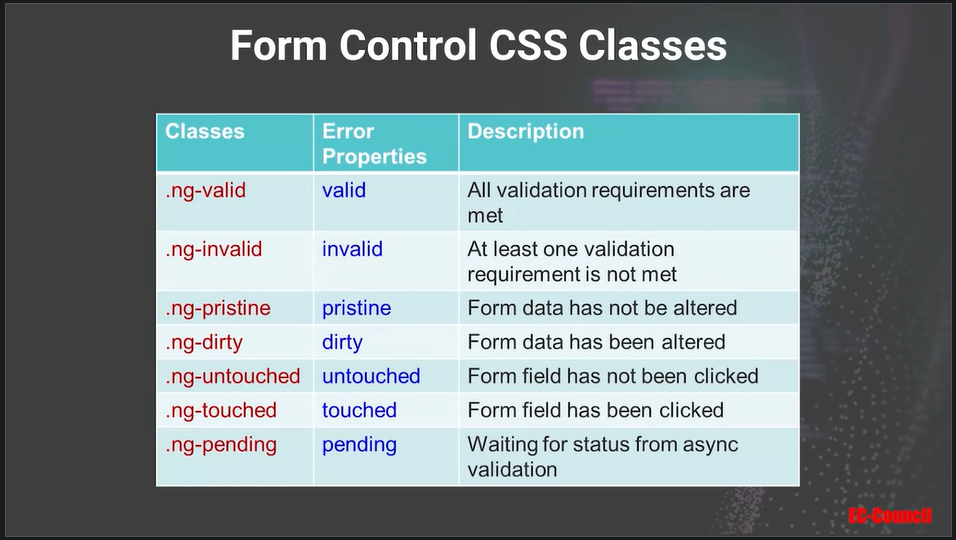 Form Control CSS Classes
Classes
Error
Properties
Description
.ng-valid
valid
All validation requirements are
met
.ng-invalid
invalid
At least one validation
requirement is not met
.ng-pristine
pristine
Form data has not be altered
.ng-dirty
dirty
Form data has been altered
.ng-untouched
untouched
Form field has not been clicked
.ng-touched
touched
Form field has been clicked
.ng-pending
pending
Waiting for status from async
validation
EC-Council